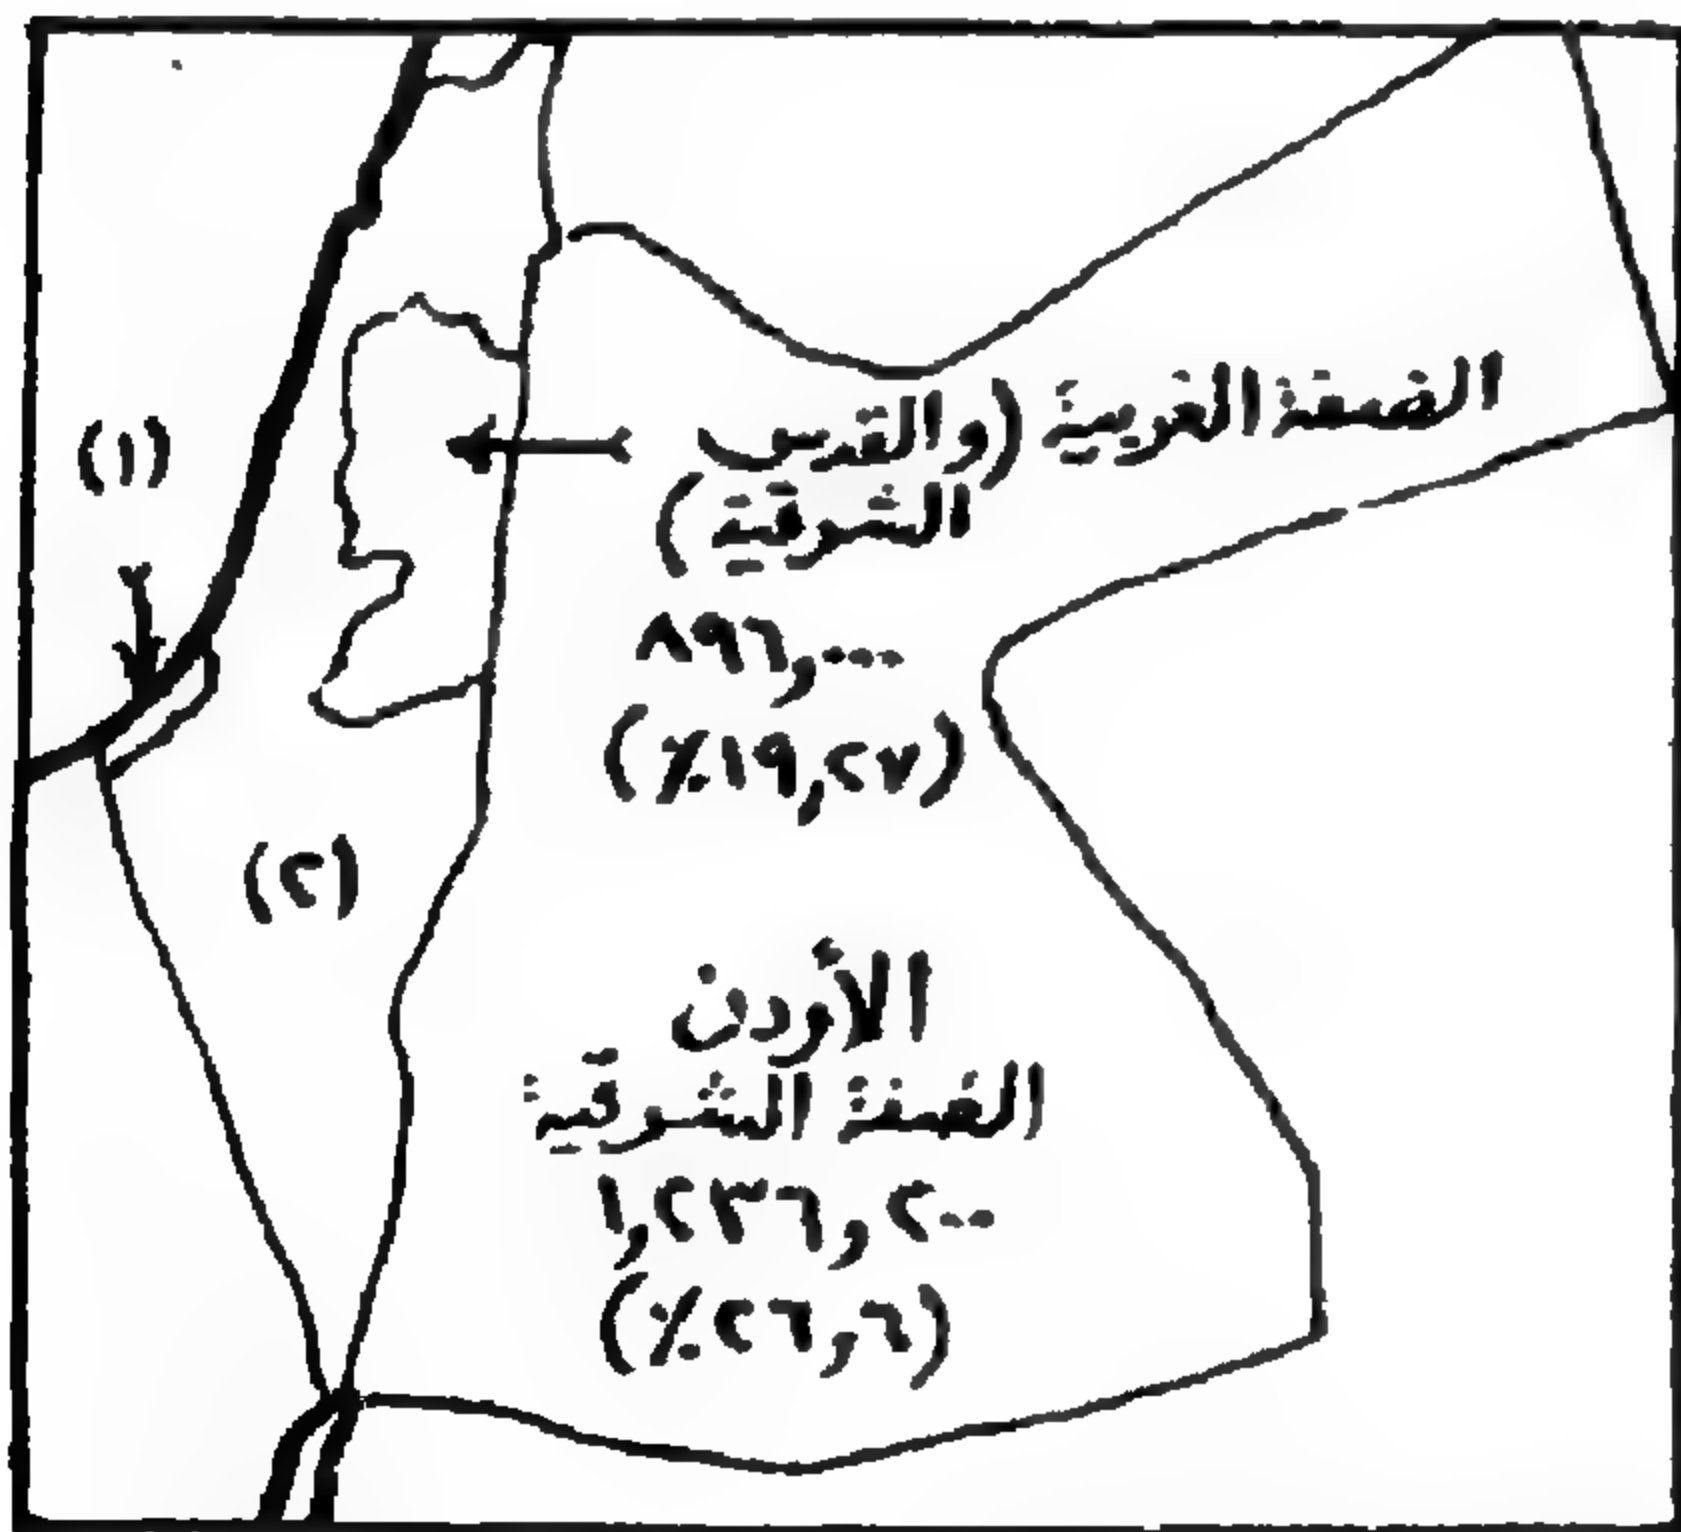 الضفة الغربية (والقدس
الشرقية)
٨٩٦,٠٠٠
(٪١٩,٢٧)
(١)
(٢)
الأردن
الضفة الشرقية
١,٢٣٦,٢٠٠
(٪٢٦,٦)